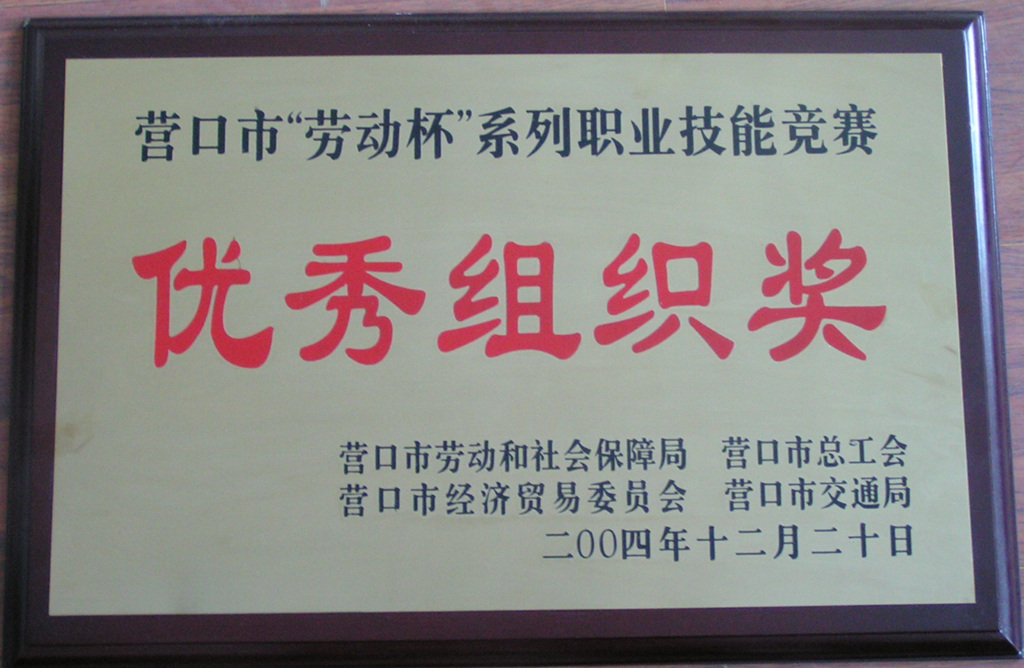 营口市“劳动杯”系列职业技能竞赛
优秀组织奖
营口市劳动和社会保障局 营口市总工会
营口市经济贸易委员会 营口市交通局
二00四年十二月二十日